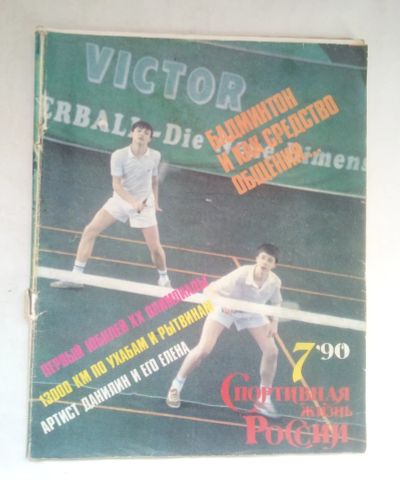 VICTOR
ERBALL-Die Dimens
БАДМИНТОН
И КАК СРЕДСТВО
ОБЩЕНИЯ...
ПЕРВЫЙ ЮБИЛЕЙ XX ОЛИМПИАДЫ
13000 КМ ПО УХАБАМ И РЫТВИНАМ
АРТИСТ ДАНИЛИН И ЕГО ЕЛЕНА
7'90
СПОРТИВНАЯ
ЖИЗНЬ
РОССИИ